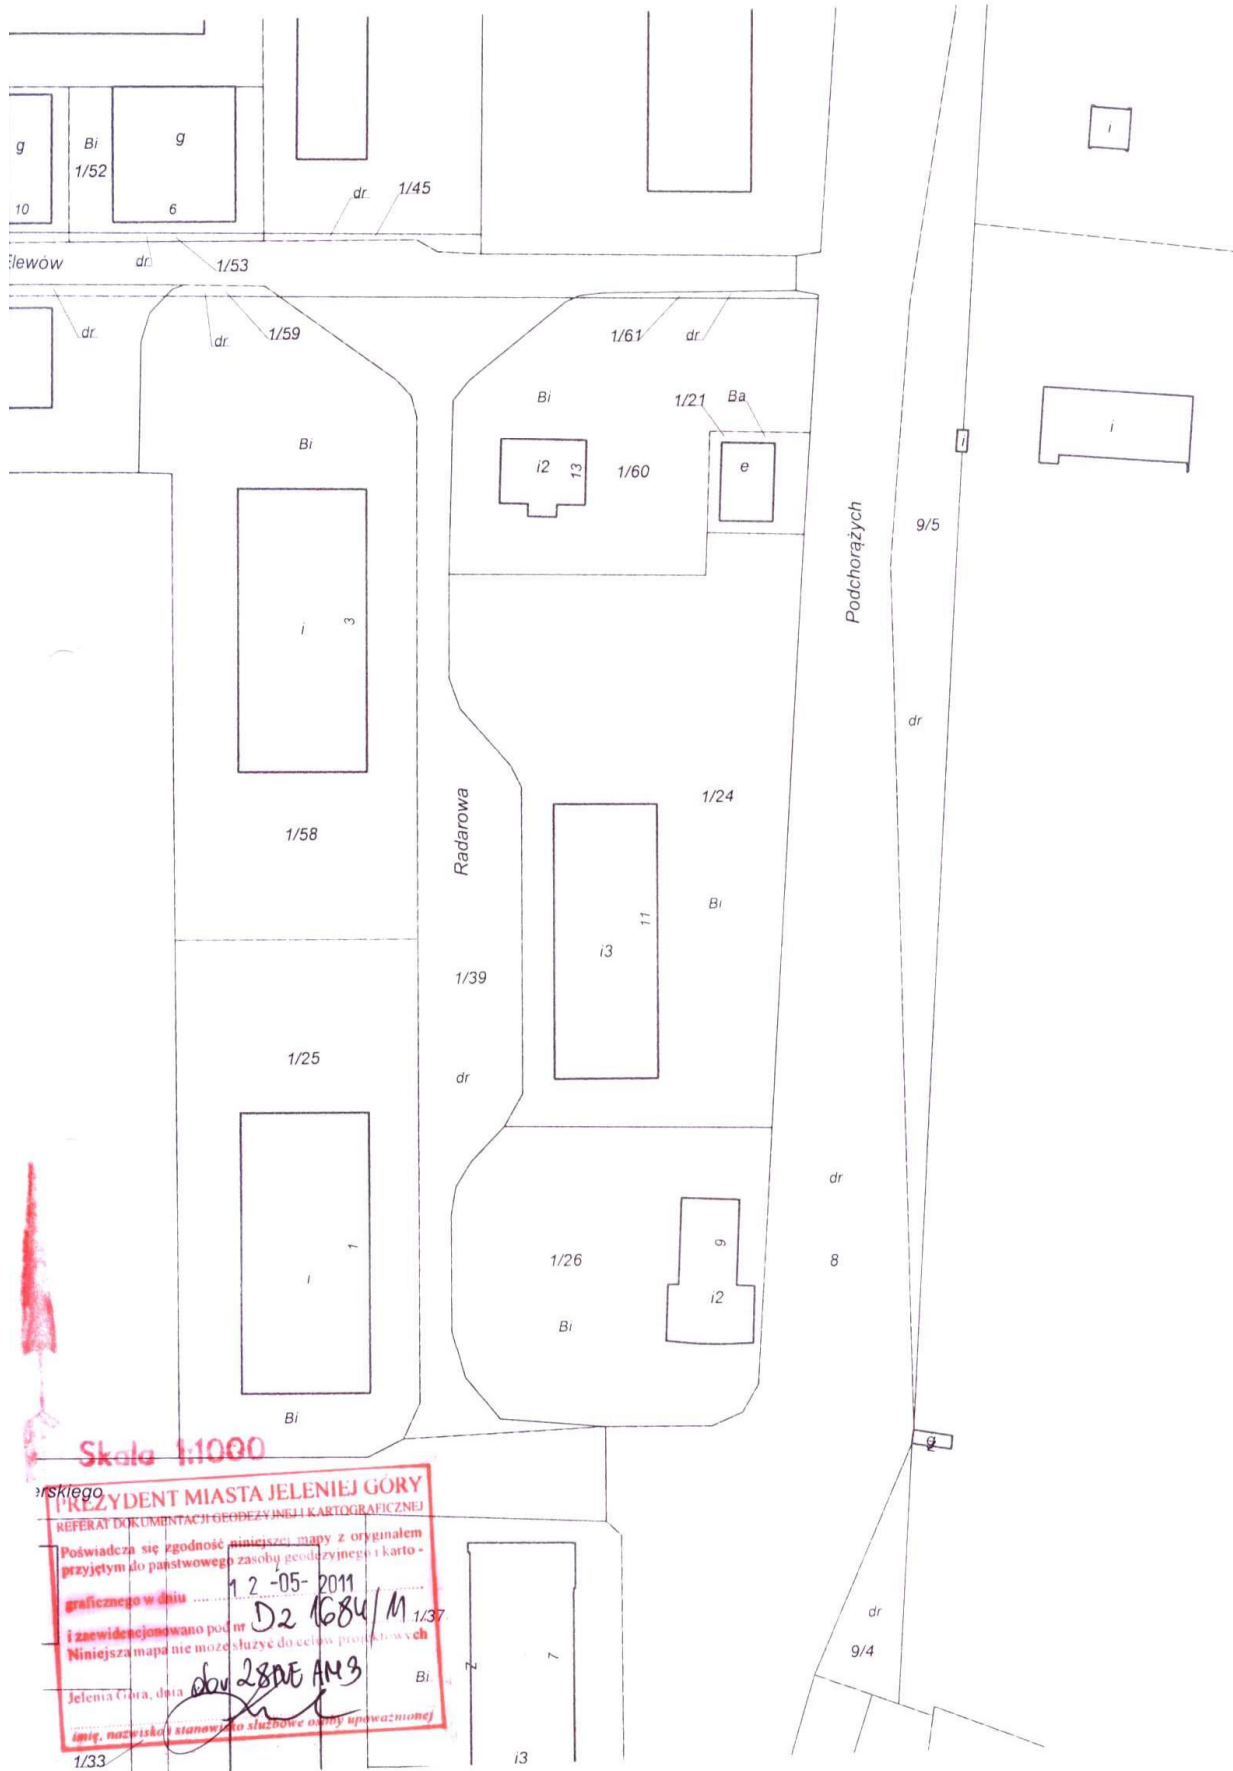 g
Bi
1/52
g
10
6
dr.
1/45
i
Elewów
dr.
1/53
dr.
dr.
1/59
1/61
dr.
Bi
1/21
Ba
i
i
Bi
i2
13
1/60
e
9/5
Podchorążych
i
3
dr
1/24
1/58
Radarowa
Bi
11
i3
1/39
1/25
dr
dr
1
9
1/26
8
i
i2
Bi
Bi
Skala 1:1000
erskiego
PREZYDENT MIASTA JELENIEJ GÓRY
REFERAT DOKUMENTACJI GEODEZYJNEJ I KARTOGRAFICZNEJ
Poświadcza się zgodność niniejszej mapy z oryginałem
przyjętym do państwowego zasobu geodezyjnego i karto -
graficznego w dniu 12 -05- 2011
i zaewidencjonowano pod nr D2 1684/11
1/37
Niniejsza mapa nie może służyć do celów projektowych
Jelenia Góra, dnia obr 28NE AM3
Bi
imię, nazwisko i stanowisko służbowe osoby upoważnionej
2
7
dr
9/4
1/33
i3